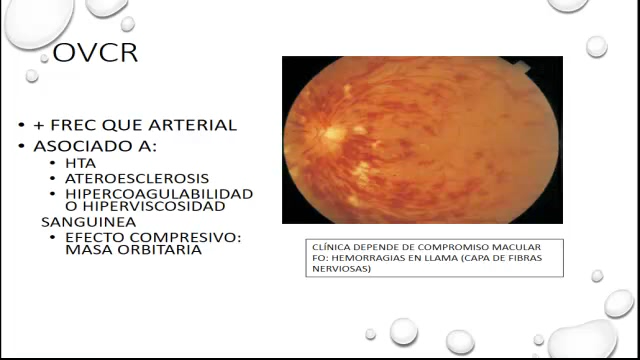 OVCR
• + FREC QUE ARTERIAL
• ASOCIADO A:
• HTA
• ATEROESCLEROSIS
• HIPERCOAGULABILIDAD
O HIPERVISCOSIDAD
SANGUINEA
• EFECTO COMPRESIVO:
MASA ORBITARIA
CLÍNICA DEPENDE DE COMPROMISO MACULAR
FO: HEMORRAGIAS EN LLAMA (CAPA DE FIBRAS
NERVIOSAS)